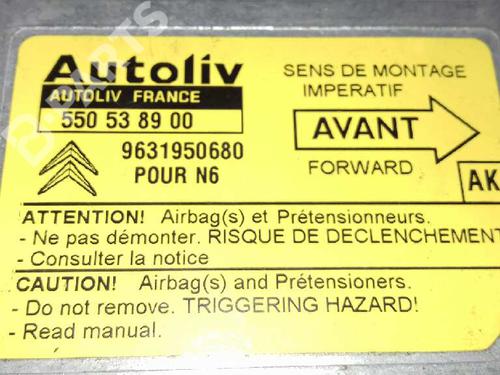 Autoliv
AUTOLIV FRANCE
550 53 89 00
9631950680
POUR N6
SENS DE MONTAGE
IMPERATIF
AVANT
FORWARD
AK
ATTENTION! Airbag(s) et Prétensionneurs.
- Ne pas démonter. RISQUE DE DECLENCHEMENT
- Consulter la notice
CAUTION! Airbag(s) and Prétensioners.
- Do not remove. TRIGGERING HAZARD!
- Read manual.